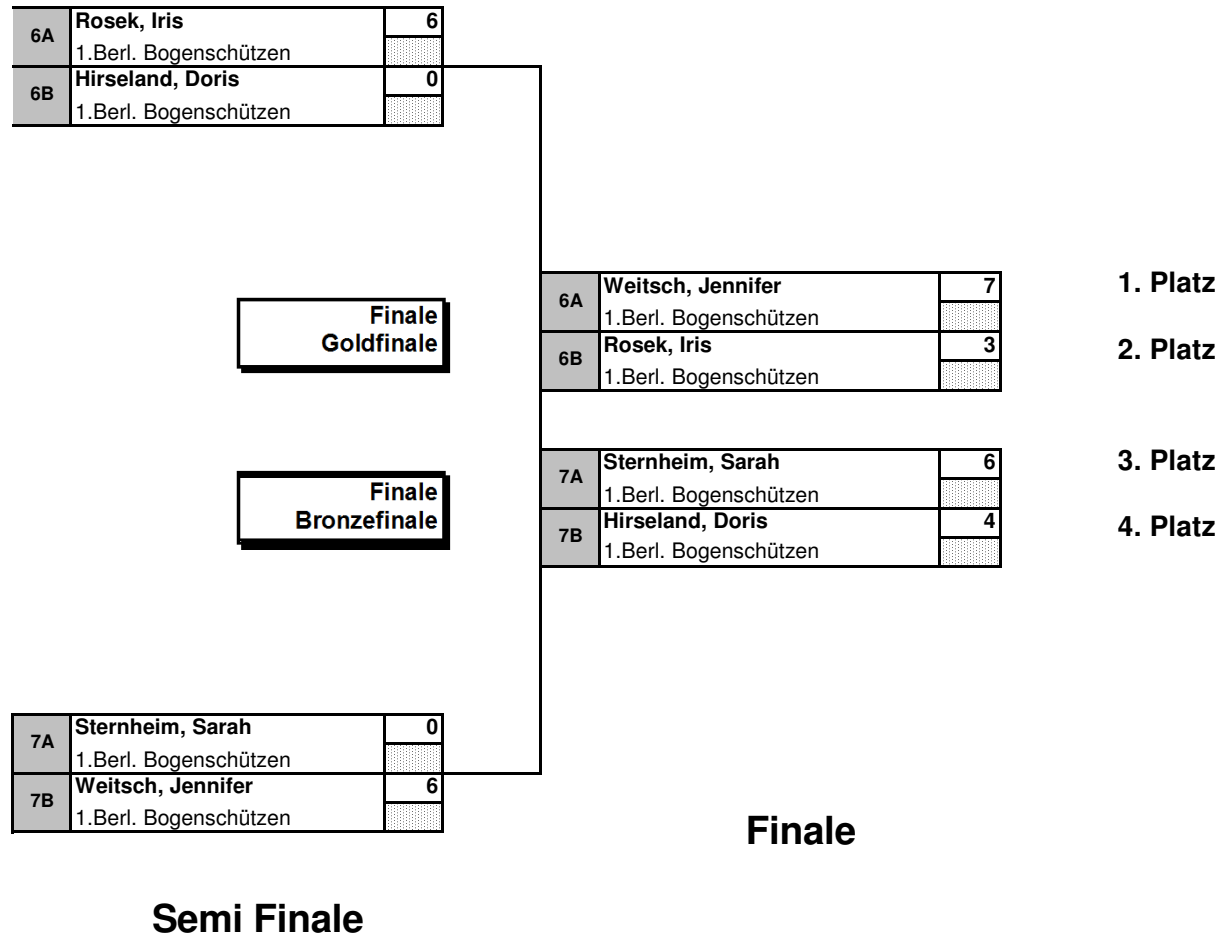 6A
Rosek, Iris 6
1.Berl. Bogenschützen
6B
Hirseland, Doris 0
1.Berl. Bogenschützen
Finale
Goldfinale
6A
Weitsch, Jennifer 7
1.Berl. Bogenschützen
6B
Rosek, Iris 3
1.Berl. Bogenschützen
1. Platz
2. Platz
Finale
Bronzefinale
7A
Sternheim, Sarah 6
1.Berl. Bogenschützen
7B
Hirseland, Doris 4
1.Berl. Bogenschützen
3. Platz
4. Platz
7A
Sternheim, Sarah 0
1.Berl. Bogenschützen
7B
Weitsch, Jennifer 6
1.Berl. Bogenschützen
Finale
Semi Finale